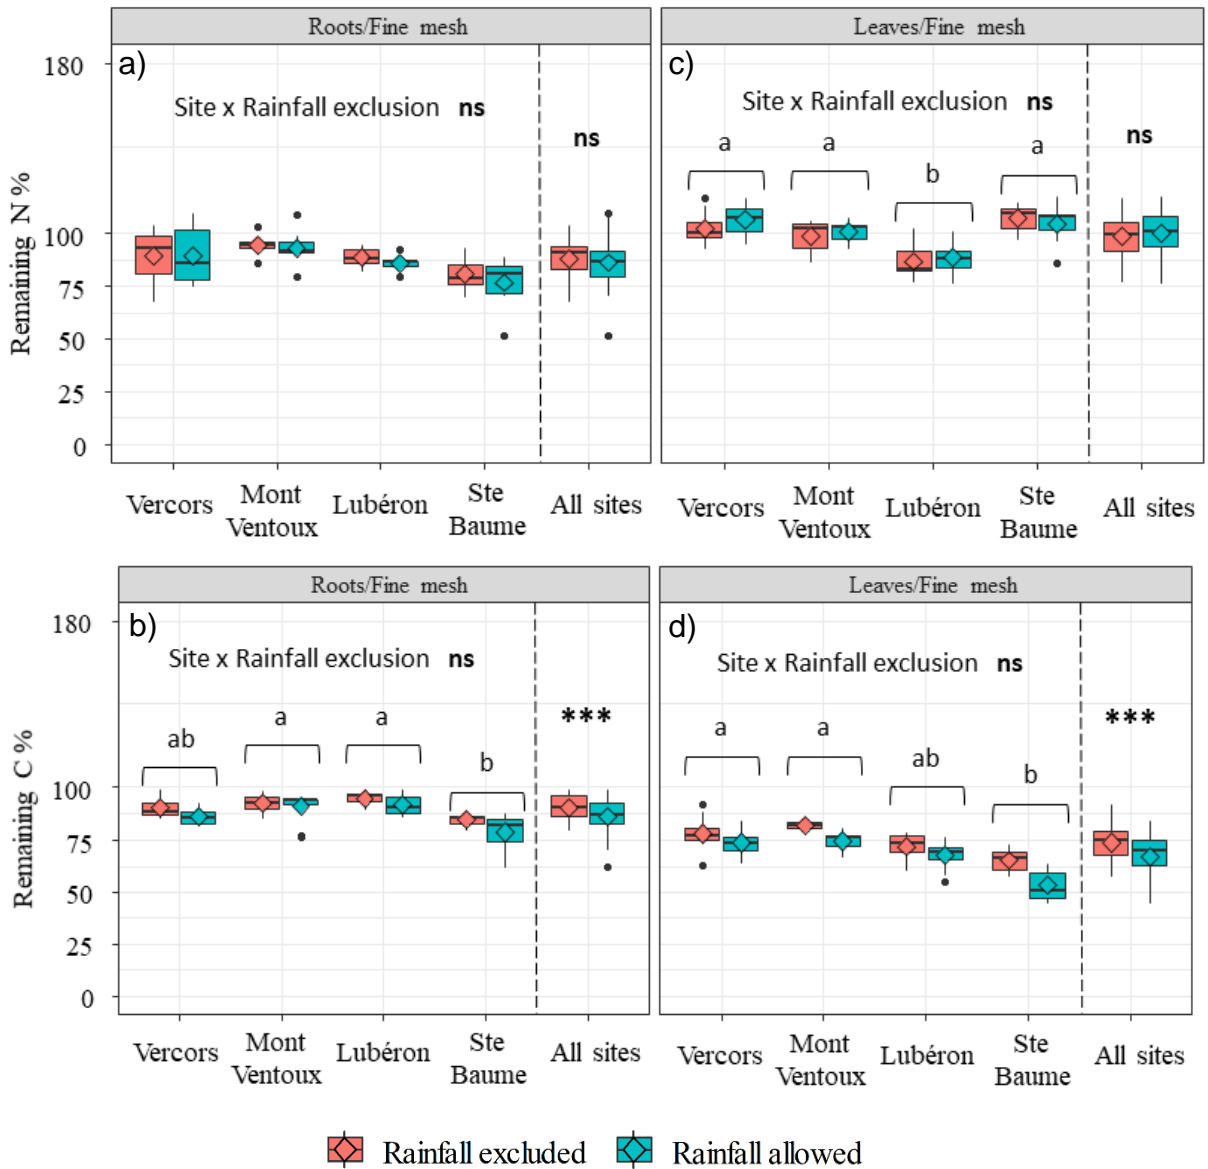 Roots/Fine mesh
Leaves/Fine mesh
a)
c)
180
Site x Rainfall exclusion ns
Site x Rainfall exclusion ns
ns
ns
a
a
b
a
Remaining N %
100
75
50
25
0
Vercors
Mont
Ventoux
Lubéron
Ste
Baume
All sites
Vercors
Mont
Ventoux
Lubéron
Ste
Baume
All sites
Roots/Fine mesh
Leaves/Fine mesh
b)
d)
180
Site x Rainfall exclusion ns
Site x Rainfall exclusion ns
***
***
ab
a
a
b
a
a
ab
b
Remaining C %
100
75
50
25
0
Vercors
Mont
Ventoux
Lubéron
Ste
Baume
All sites
Vercors
Mont
Ventoux
Lubéron
Ste
Baume
All sites
Rainfall excluded
Rainfall allowed